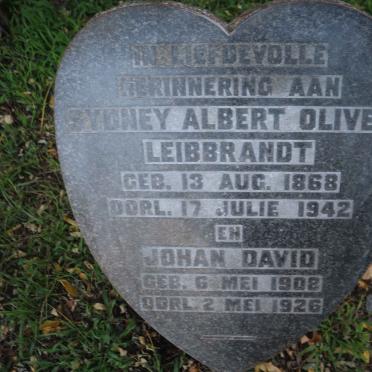 IN LIEFDEVOLLE
HERINNERING AAN
SYDNEY ALBERT OLIVE
LEIBBRANDT
GEB. 13 AUG. 1868
OORL. 17 JULIE 1942
EN
JOHAN DAVID
GEB. 6 MEI 1908
OORL. 2 MEI 1926